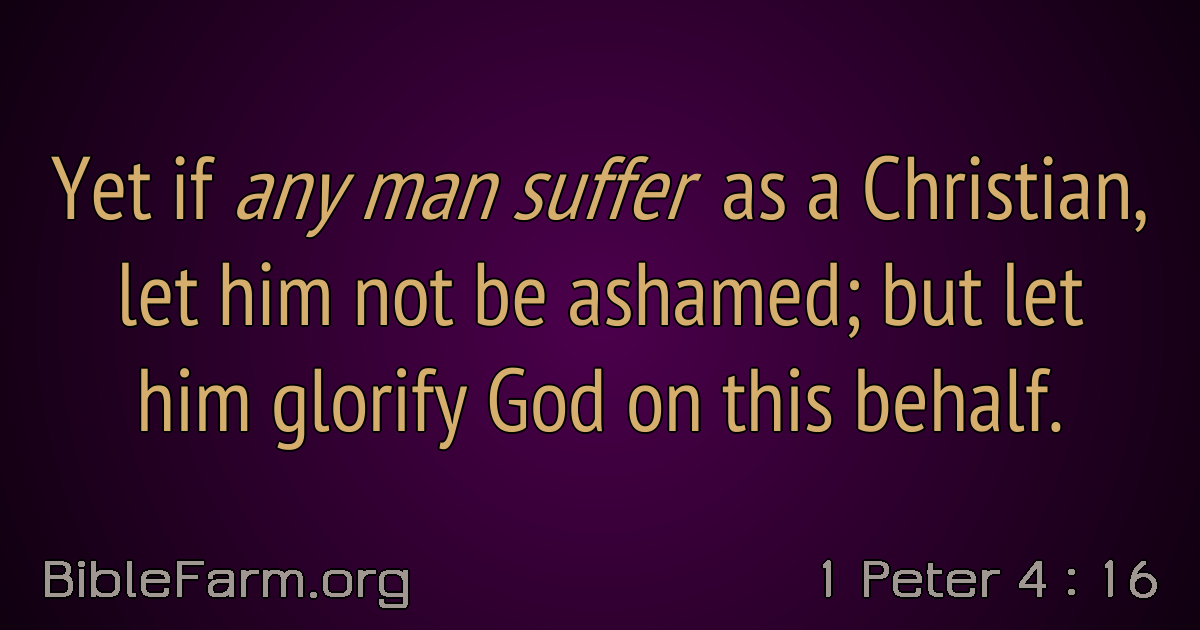 Yet if any man suffer as a Christian,
let him not be ashamed; but let
him glorify God on this behalf.
BibleFarm.org
1 Peter 4 : 16